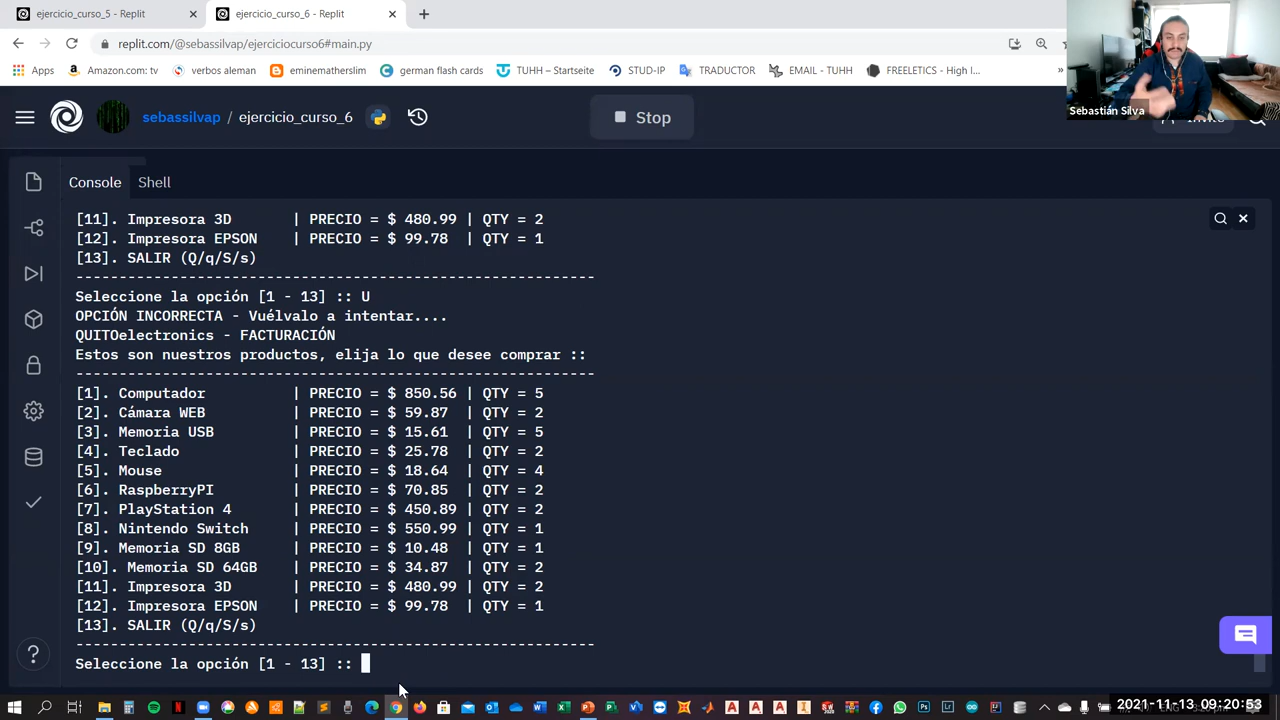 ejercicio_curso_5 - Replit
ejercicio_curso_6 - Replit
replit.com/@sebassilvap/ejerciciocurso6#main.py
Apps
Amazon.com: tv
verbos aleman
eminematherslim
german flash cards
TUHH – Startseite
STUD-IP
TRADUCTOR
EMAIL - TUHH
FREELETICS - High I...
»
Sebastián Silva
sebassilvap / ejercicio_curso_6
Stop
Console
Shell
[11]. Impresora 3D | PRECIO = $ 480.99 | QTY = 2
[12]. Impresora EPSON | PRECIO = $ 99.78 | QTY = 1
[13]. SALIR (Q/q/S/s)
------------------------------------------------------------
Seleccione la opción [1 - 13] :: U
OPCIÓN INCORRECTA - Vuélvalo a intentar....
QUITOelectronics - FACTURACIÓN
Estos son nuestros productos, elija lo que desee comprar ::
------------------------------------------------------------
[1]. Computador | PRECIO = $ 850.56 | QTY = 5
[2]. Cámara WEB | PRECIO = $ 59.87 | QTY = 2
[3]. Memoria USB | PRECIO = $ 15.61 | QTY = 5
[4]. Teclado | PRECIO = $ 25.78 | QTY = 2
[5]. Mouse | PRECIO = $ 18.64 | QTY = 4
[6]. RaspberryPI | PRECIO = $ 70.85 | QTY = 2
[7]. PlayStation 4 | PRECIO = $ 450.89 | QTY = 2
[8]. Nintendo Switch | PRECIO = $ 550.99 | QTY = 1
[9]. Memoria SD 8GB | PRECIO = $ 10.48 | QTY = 1
[10]. Memoria SD 64GB | PRECIO = $ 34.87 | QTY = 2
[11]. Impresora 3D | PRECIO = $ 480.99 | QTY = 2
[12]. Impresora EPSON | PRECIO = $ 99.78 | QTY = 1
[13]. SALIR (Q/q/S/s)
------------------------------------------------------------
Seleccione la opción [1 - 13] ::
2021-11-13 09:20:53